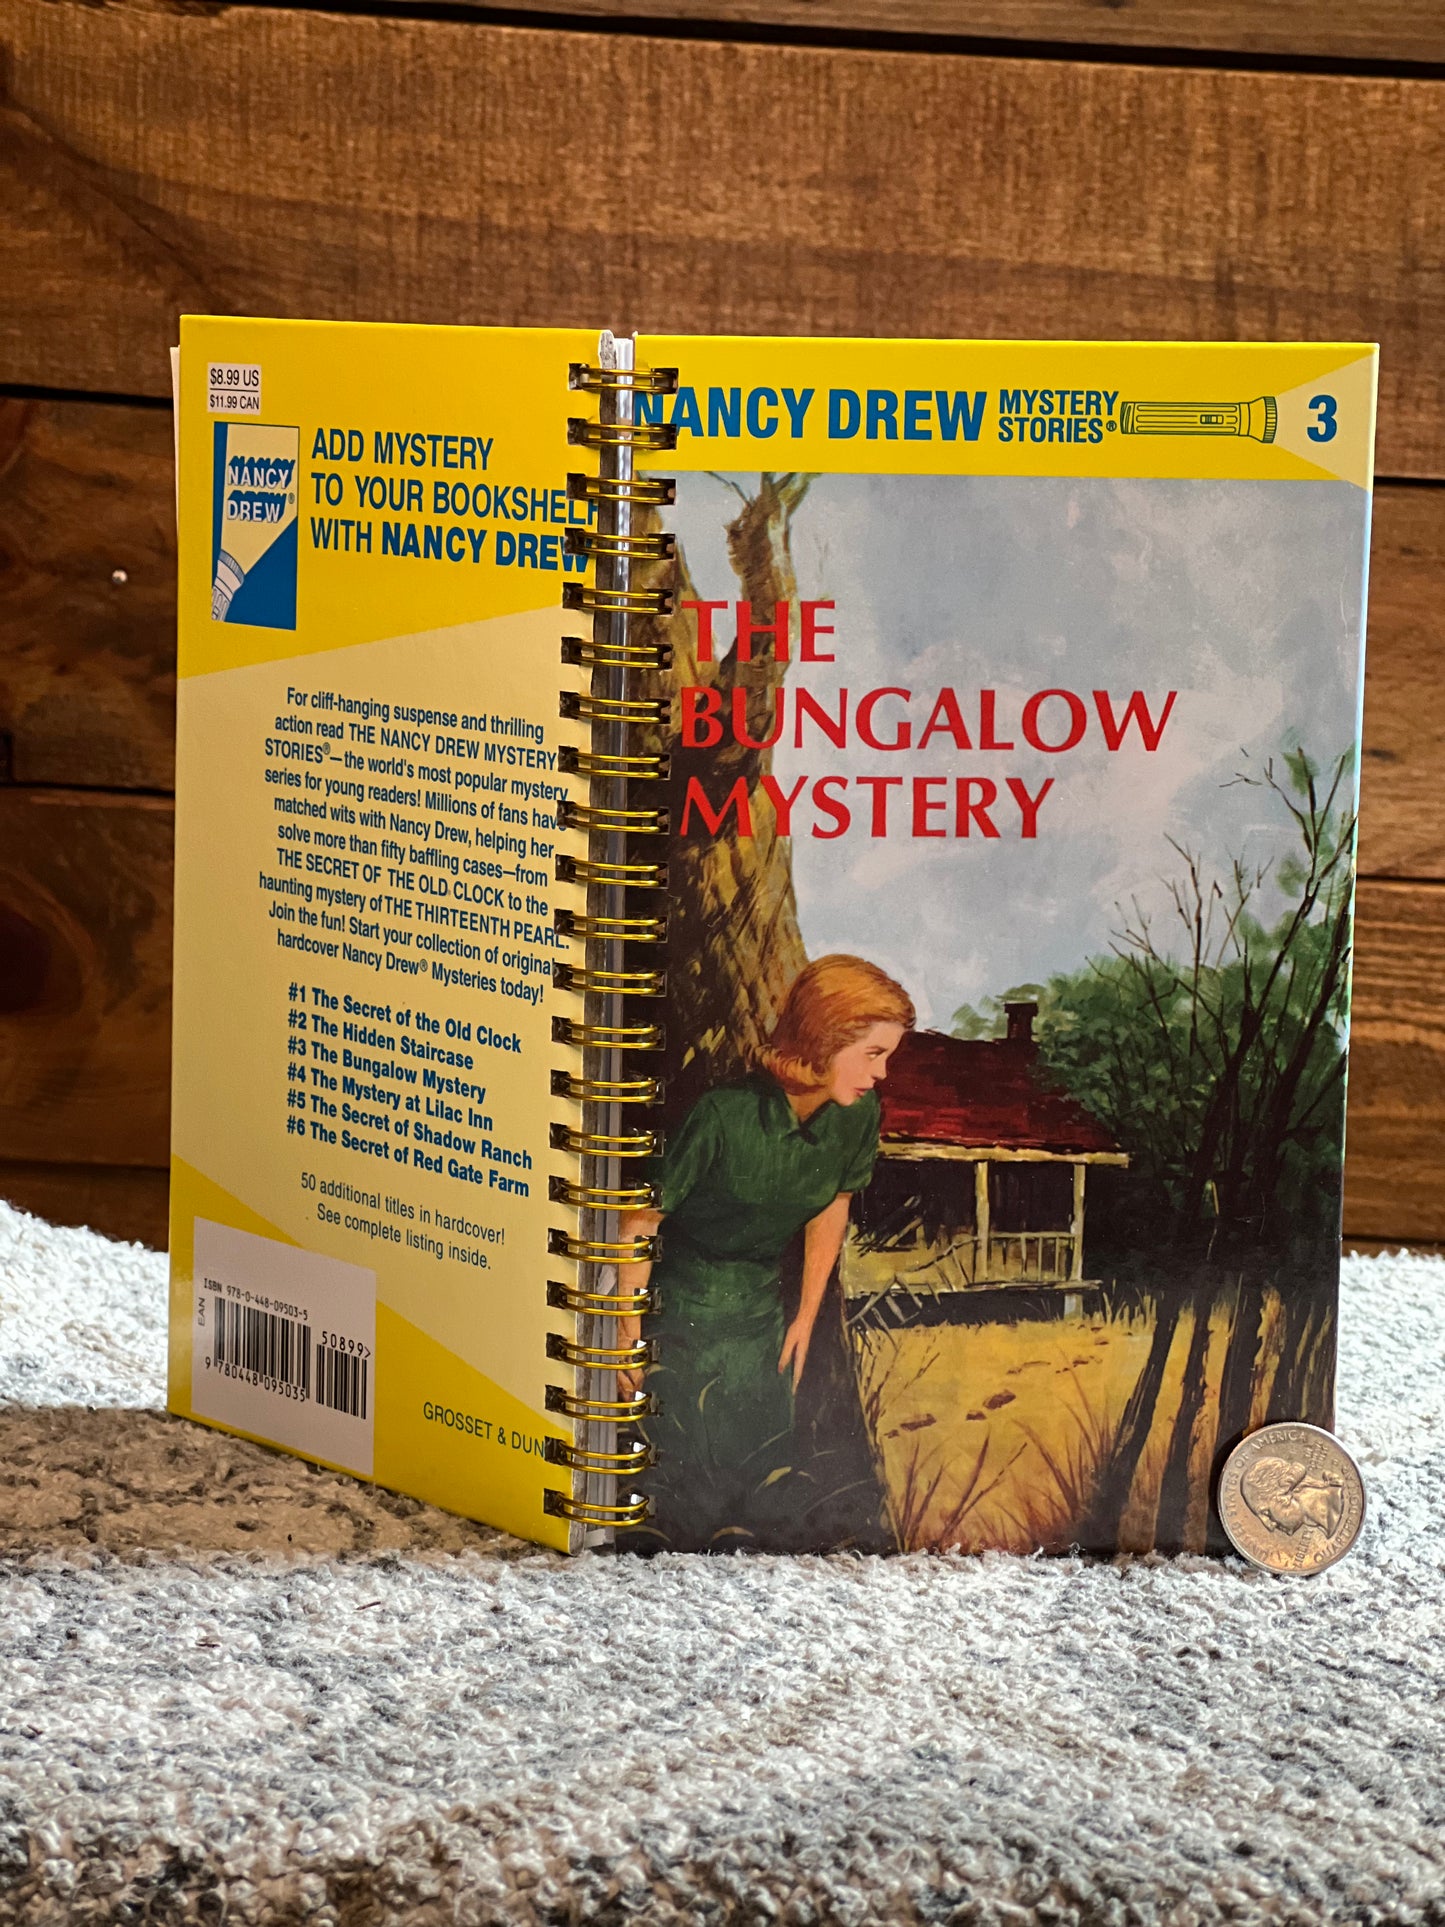 $8.99 US
$11.99 CAN
NANCY
DREW®
ADD MYSTERY
TO YOUR BOOKSHELF
WITH NANCY DREW
For cliff-hanging suspense and thrilling
action read THE NANCY DREW MYSTERY
STORIES®—the world's most popular mystery
series for young readers! Millions of fans have
matched wits with Nancy Drew, helping her
solve more than fifty baffling cases—from
THE SECRET OF THE OLD CLOCK to the
haunting mystery of THE THIRTEENTH PEARL.
Join the fun! Start your collection of original
hardcover Nancy Drew® Mysteries today!
#1 The Secret of the Old Clock
#2 The Hidden Staircase
#3 The Bungalow Mystery
#4 The Mystery at Lilac Inn
#5 The Secret of Shadow Ranch
#6 The Secret of Red Gate Farm
50 additional titles in hardcover!
See complete listing inside.
ISBN 978-0-448-09503-5
EAN
50899>
9 780448 095035
GROSSET & DUN
NANCY DREW MYSTERY
STORIES®
3
THE
BUNGALOW
MYSTERY
OF AMERICA
LIBERTY
QUARTER